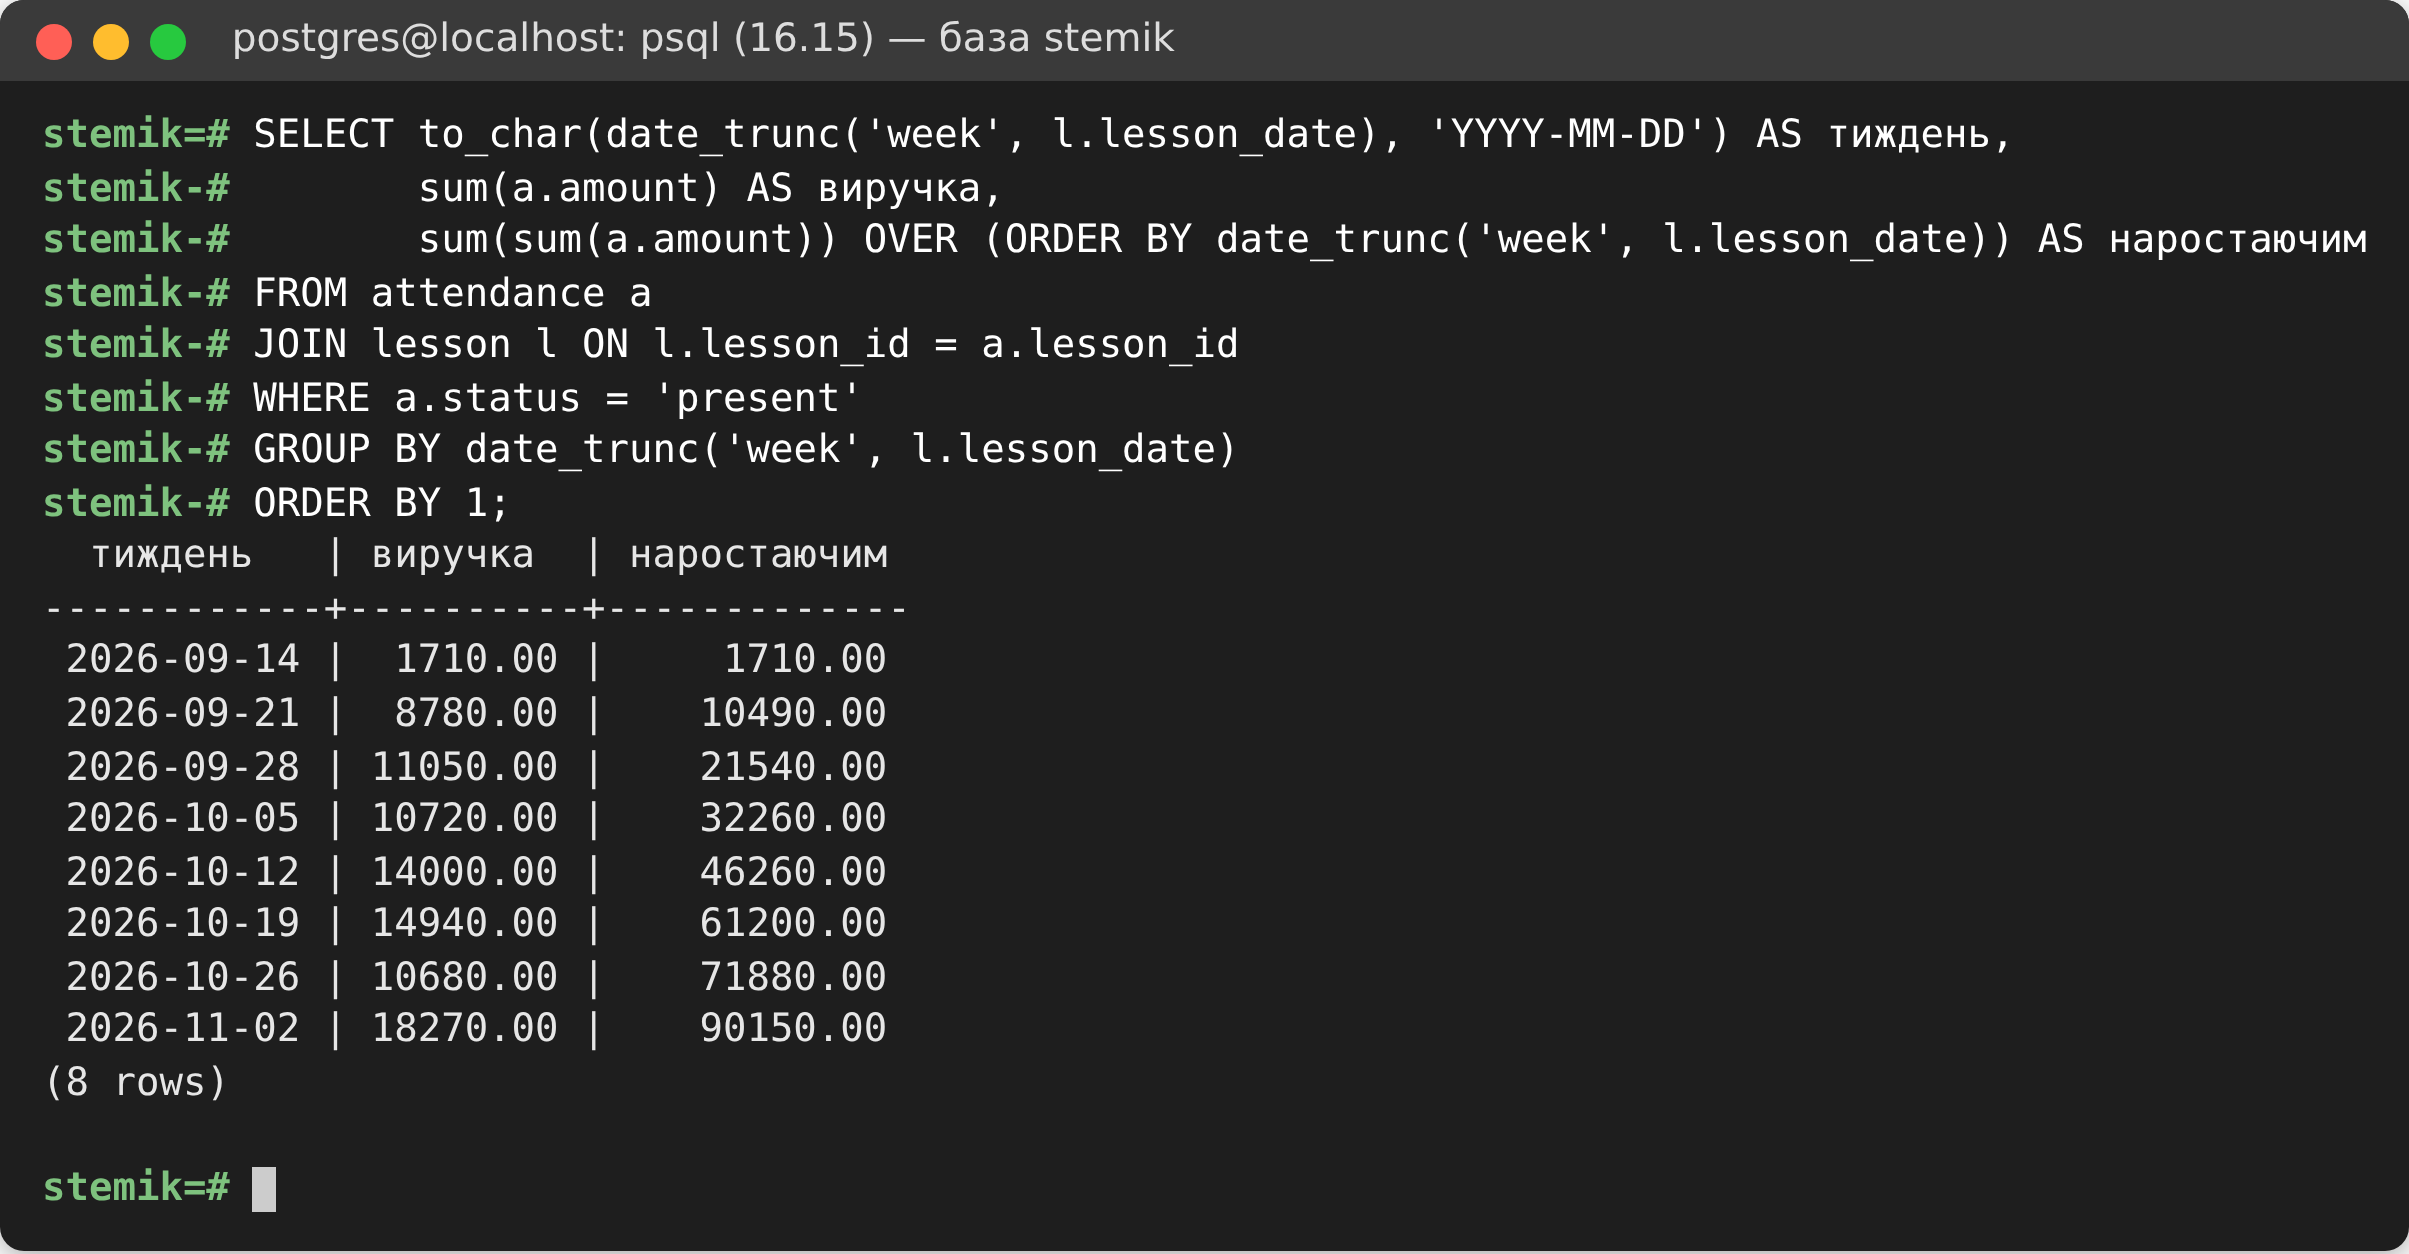 postgres@localhost: psql (16.15) — база stemik
stemik=# SELECT to_char(date_trunc('week', l.lesson_date), 'YYYY-MM-DD') AS тиждень,
stemik-#        sum(a.amount) AS виручка,
stemik-#        sum(sum(a.amount)) OVER (ORDER BY date_trunc('week', l.lesson_date)) AS наростаючим
stemik-# FROM attendance a
stemik-# JOIN lesson l ON l.lesson_id = a.lesson_id
stemik-# WHERE a.status = 'present'
stemik-# GROUP BY date_trunc('week', l.lesson_date)
stemik-# ORDER BY 1;
  тиждень   | виручка  | наростаючим
------------+----------+-------------
 2026-09-14 |  1710.00 |     1710.00
 2026-09-21 |  8780.00 |    10490.00
 2026-09-28 | 11050.00 |    21540.00
 2026-10-05 | 10720.00 |    32260.00
 2026-10-12 | 14000.00 |    46260.00
 2026-10-19 | 14940.00 |    61200.00
 2026-10-26 | 10680.00 |    71880.00
 2026-11-02 | 18270.00 |    90150.00
(8 rows)
stemik=#